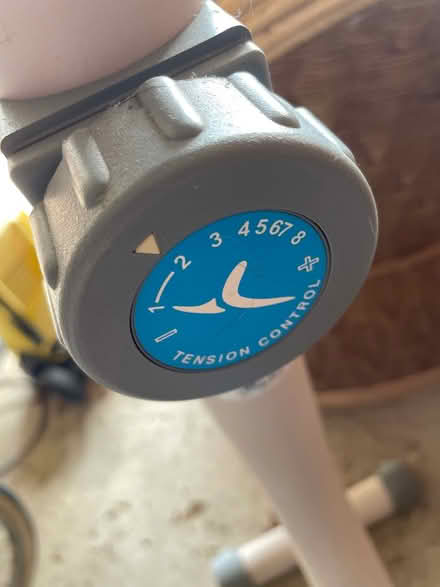 1 — 2 3 4 5 6 7 8
— +
TENSION CONTROL